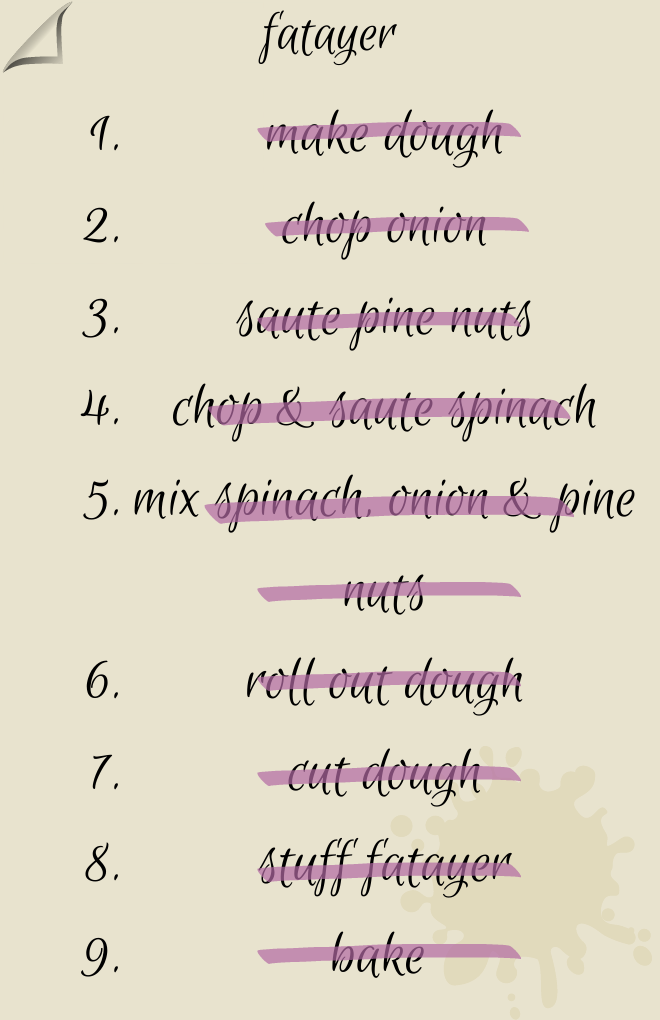 fatayer
1. make dough
2. chop onion
3. saute pine nuts
4. chop & saute spinach
5. mix spinach, onion & pine
nuts
6. roll out dough
7. cut dough
8. stuff fatayer
9. bake